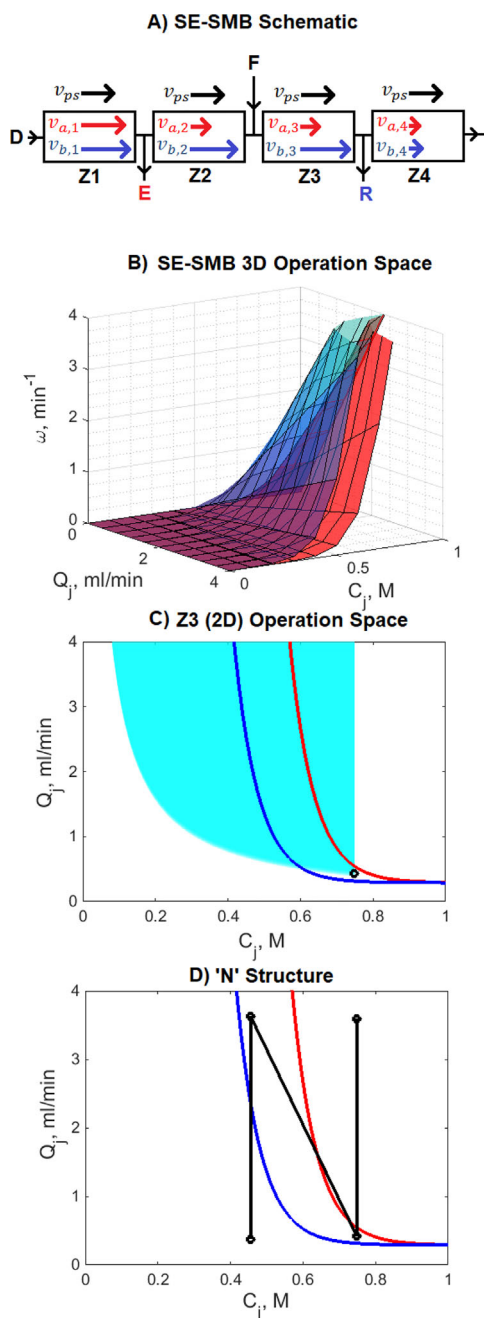 A) SE-SMB Schematic
F
v_ps v_ps v_ps v_ps
D v_a,1 v_a,2 v_a,3 v_a,4
v_b,1 v_b,2 v_b,3 v_b,4
Z1 Z2 Z3 Z4
E R
B) SE-SMB 3D Operation Space
4
3
2
1
0
ω, min⁻¹
0
2
4
Q_j, ml/min
0
0.5
1
C_j, M
C) Z3 (2D) Operation Space
4
3
2
1
0
Q_j, ml/min
0 0.2 0.4 0.6 0.8 1
C_j, M
D) 'N' Structure
4
3
2
1
0
Q_j, ml/min
0 0.2 0.4 0.6 0.8 1
C_j, M